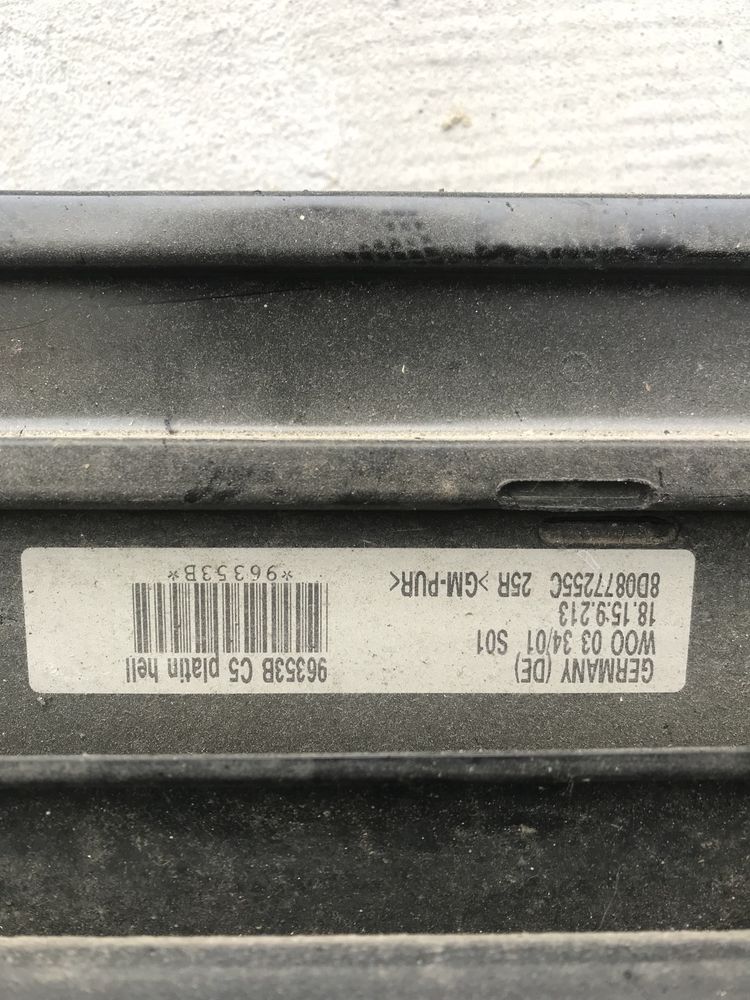 GERMANY (DE)
WOO 03 34/01 S01
18.15:9.213
8D0877255C 25R >GM-PUR<
96353B C5 platin hell
*96353B*